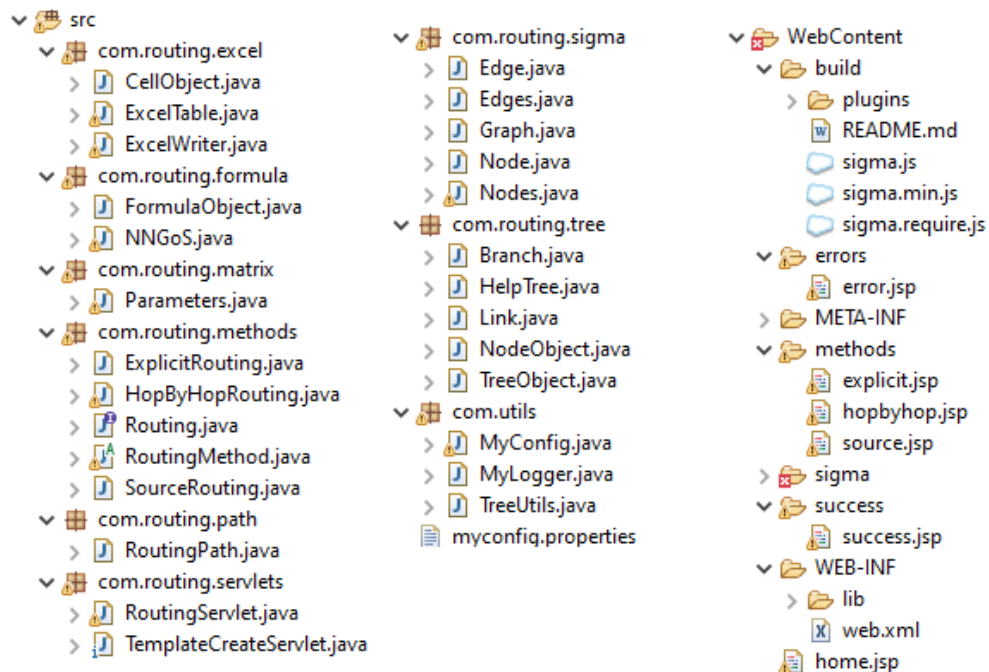 src
com.routing.excel
CellObject.java
ExcelTable.java
ExcelWriter.java
com.routing.formula
FormulaObject.java
NNGoS.java
com.routing.matrix
Parameters.java
com.routing.methods
ExplicitRouting.java
HopByHopRouting.java
Routing.java
RoutingMethod.java
SourceRouting.java
com.routing.path
RoutingPath.java
com.routing.servlets
RoutingServlet.java
TemplateCreateServlet.java
com.routing.sigma
Edge.java
Edges.java
Graph.java
Node.java
Nodes.java
com.routing.tree
Branch.java
HelpTree.java
Link.java
NodeObject.java
TreeObject.java
com.utils
MyConfig.java
MyLogger.java
TreeUtils.java
myconfig.properties
WebContent
build
plugins
README.md
sigma.js
sigma.min.js
sigma.require.js
errors
error.jsp
META-INF
methods
explicit.jsp
hopbyhop.jsp
source.jsp
sigma
success
success.jsp
WEB-INF
lib
web.xml
home.jsp